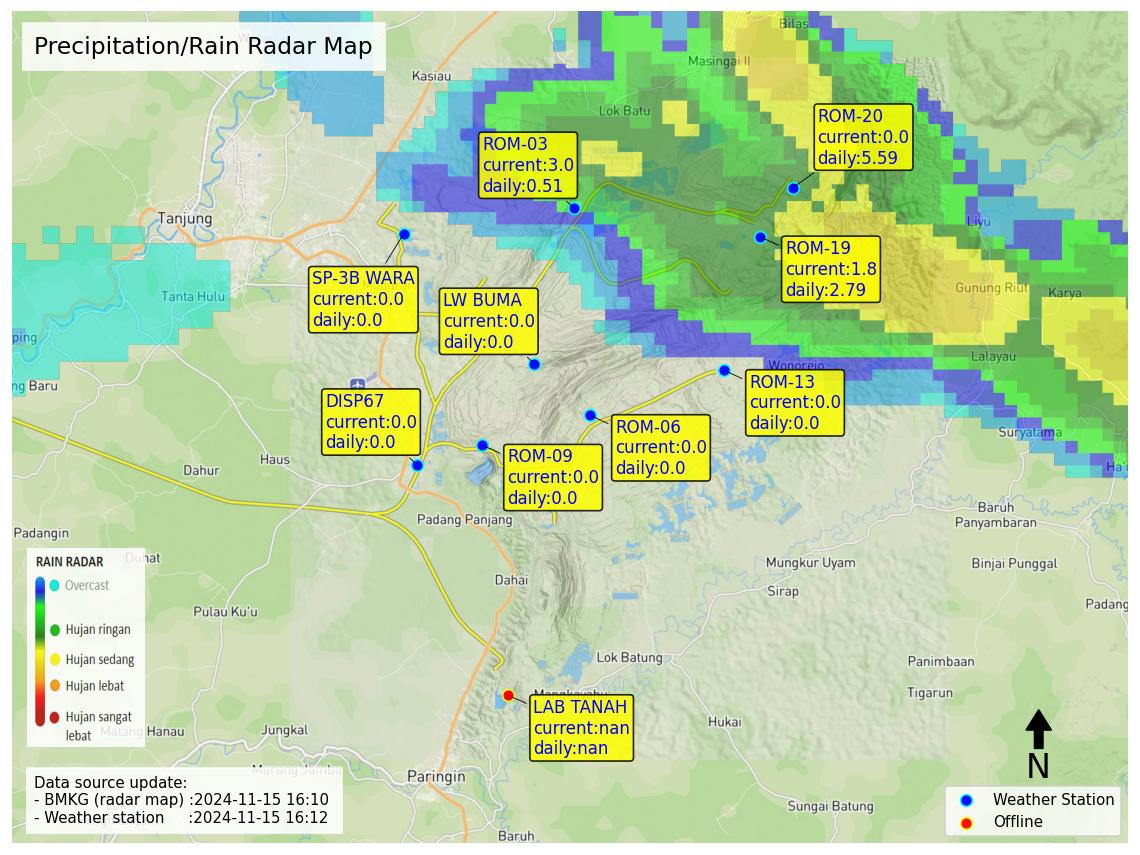 Precipitation/Rain Radar Map
Bilas
Masingai II
Kasiau
Lok Batu
ROM-20
current:0.0
daily:5.59
ROM-03
current:3.0
daily:0.51
Tanjung
Liyu
ROM-19
current:1.8
daily:2.79
SP-3B WARA
current:0.0
daily:0.0
LW BUMA
current:0.0
daily:0.0
Tanta Hulu
Gunung Riut
Karya
ping
Lalayau
Wonorejo
ng Baru
ROM-13
current:0.0
daily:0.0
DISP67
current:0.0
daily:0.0
ROM-06
current:0.0
daily:0.0
Suryatama
Ha
ROM-09
current:0.0
daily:0.0
Haus
Dahur
Padang Panjang
Baruh
Panyambaran
Padangin
Duhat
Mungkur Uyam
Binjai Punggal
Dahai
Sirap
Padang
Pulau Ku'u
RAIN RADAR
Overcast
Hujan ringan
Hujan sedang
Hujan lebat
Hujan sangat
lebat
Lok Batung
Panimbaan
Tigarun
Mangkayahu
LAB TANAH
current:nan
daily:nan
Hukai
Matang Hanau
Jungkal
Murung Jambu
Paringin
N
Sungai Batung
Baruh
Data source update:
- BMKG (radar map) :2024-11-15 16:10
- Weather station :2024-11-15 16:12
Weather Station
Offline